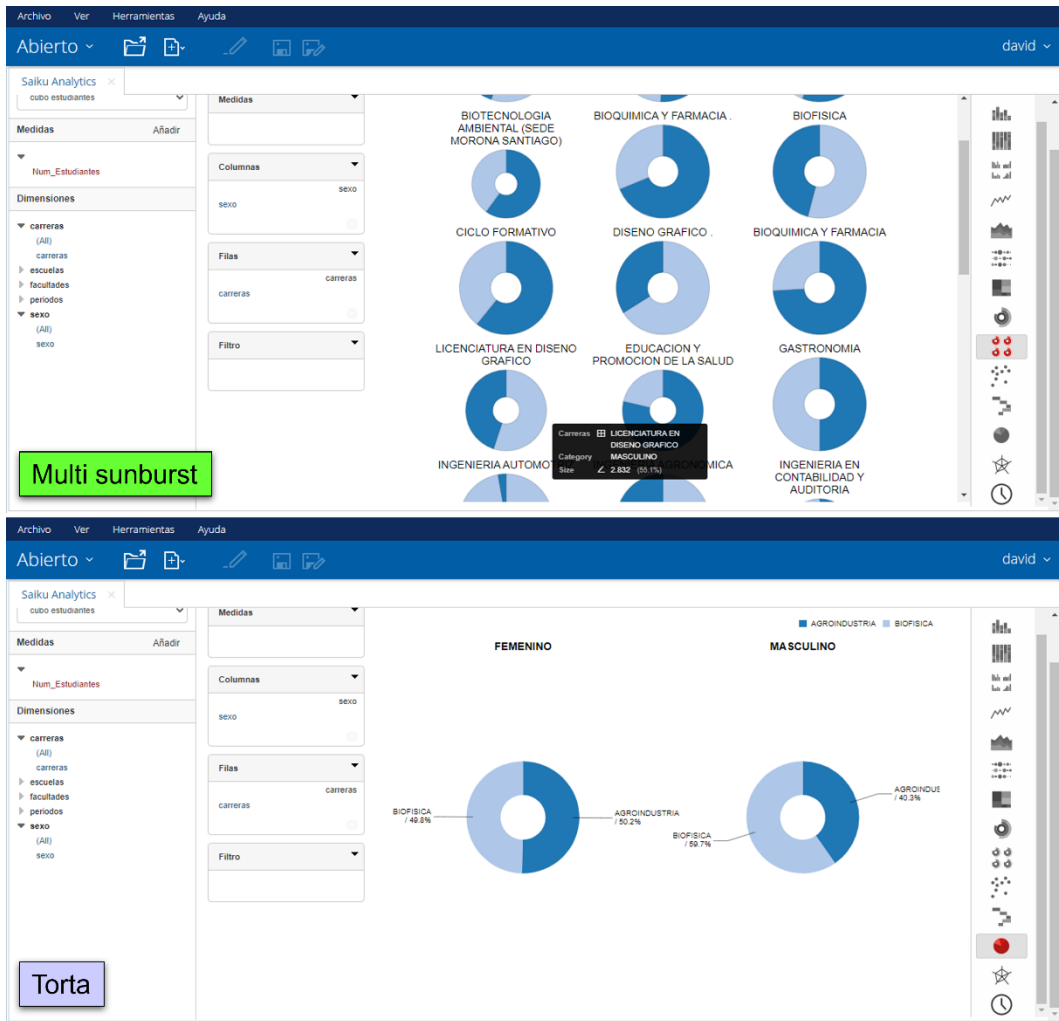 Archivo Ver Herramientas Ayuda
Abierto
david
Saiku Analytics ×
cubo estudiantes
Medidas Añadir
Num_Estudiantes
Dimensiones
carreras
(All)
carreras
escuelas
facultades
periodos
sexo
(All)
sexo
Medidas
Columnas
sexo
sexo
Filas
carreras
carreras
Filtro
BIOTECNOLOGIA
AMBIENTAL (SEDE
MORONA SANTIAGO)
BIOQUIMICA Y FARMACIA .
BIOFISICA
CICLO FORMATIVO
DISENO GRAFICO .
BIOQUIMICA Y FARMACIA
LICENCIATURA EN DISENO
GRAFICO
EDUCACION Y
PROMOCION DE LA SALUD
GASTRONOMIA
Carreras LICENCIATURA EN
DISENO GRAFICO
Category MASCULINO
Size 2.832 (55.1%)
INGENIERIA AUTOMOTRIZ
INGENIERIA AGRONOMICA
INGENIERIA EN
CONTABILIDAD Y
AUDITORIA
Multi sunburst
Archivo Ver Herramientas Ayuda
Abierto
david
Saiku Analytics ×
cubo estudiantes
Medidas Añadir
Num_Estudiantes
Dimensiones
carreras
(All)
carreras
escuelas
facultades
periodos
sexo
(All)
sexo
Medidas
Columnas
sexo
sexo
Filas
carreras
carreras
Filtro
AGROINDUSTRIA BIOFISICA
FEMENINO
MASCULINO
BIOFISICA
/ 49.8%
AGROINDUSTRIA
/ 50.2%
BIOFISICA
/ 59.7%
AGROINDUS
/ 40.3%
Torta